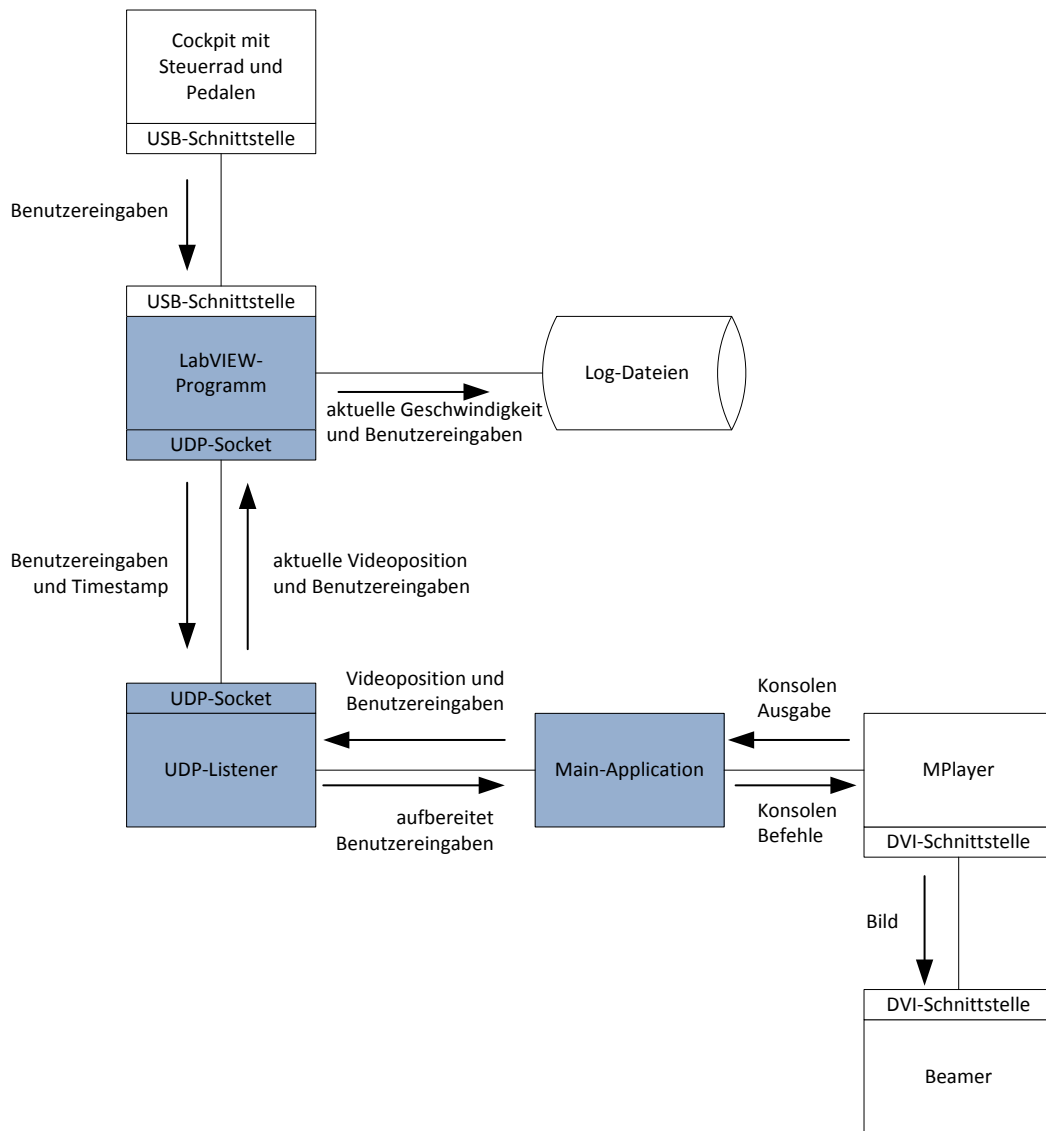 Cockpit mit
Steuerrad und
Pedalen
USB-Schnittstelle
Benutzereingaben
USB-Schnittstelle
LabVIEW-
Programm
UDP-Socket
Log-Dateien
aktuelle Geschwindigkeit
und Benutzereingaben
Benutzereingaben
und Timestamp
aktuelle Videoposition
und Benutzereingaben
UDP-Socket
UDP-Listener
Videoposition und
Benutzereingaben
aufbereitet
Benutzereingaben
Main-Application
Konsolen
Ausgabe
Konsolen
Befehle
MPlayer
DVI-Schnittstelle
Bild
DVI-Schnittstelle
Beamer